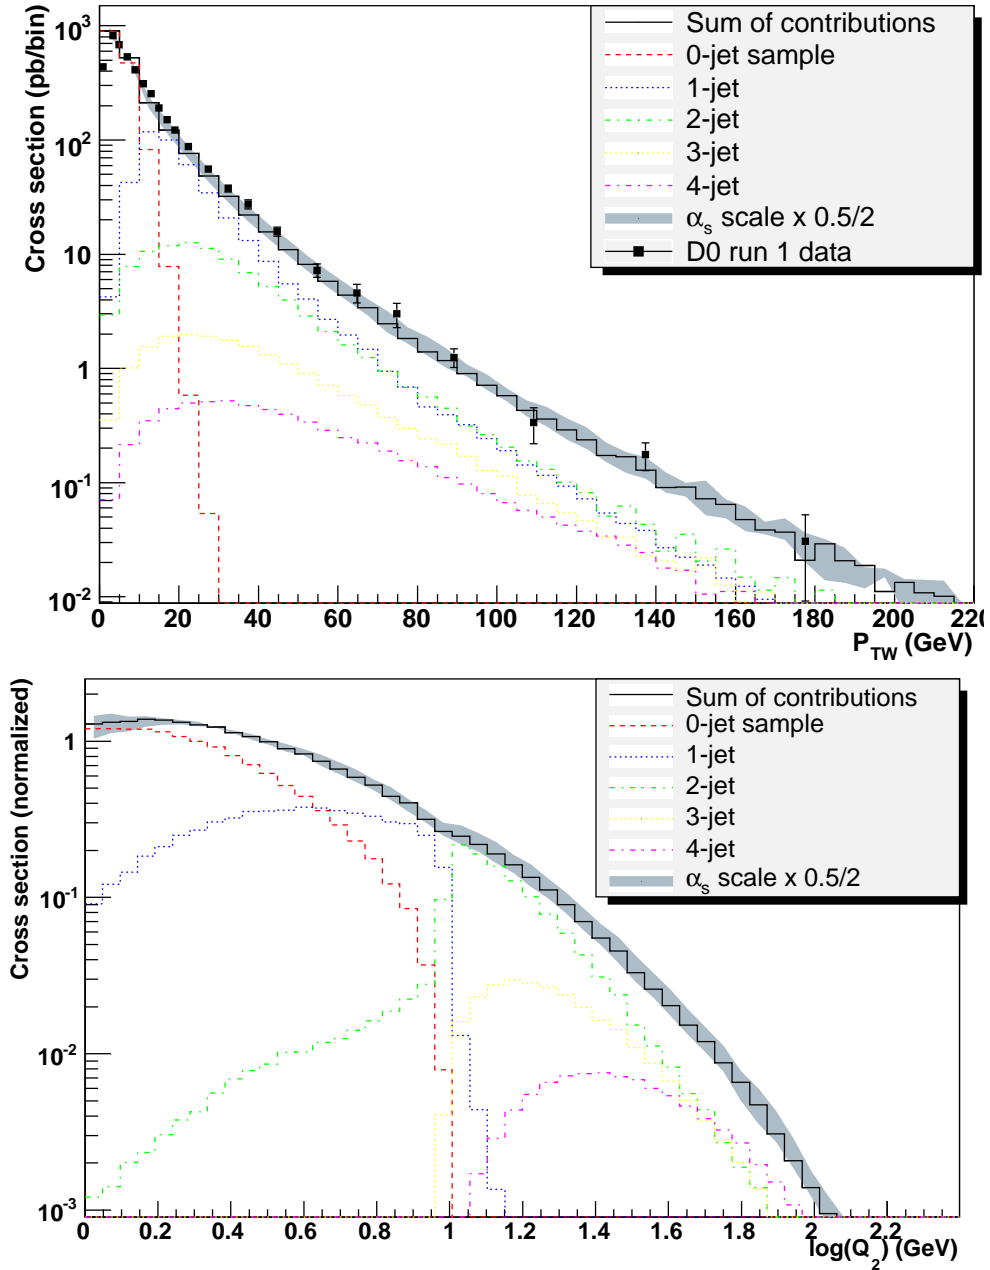 Cross section (pb/bin)
10³
10²
10
1
10⁻¹
10⁻²
Sum of contributions
0-jet sample
1-jet
2-jet
3-jet
4-jet
αₛ scale x 0.5/2
D0 run 1 data
0 20 40 60 80 100 120 140 160 180 200 220
P_TW (GeV)
Cross section (normalized)
1
10⁻¹
10⁻²
10⁻³
Sum of contributions
0-jet sample
1-jet
2-jet
3-jet
4-jet
αₛ scale x 0.5/2
0 0.2 0.4 0.6 0.8 1 1.2 1.4 1.6 1.8 2 2.2
log(Q₂) (GeV)